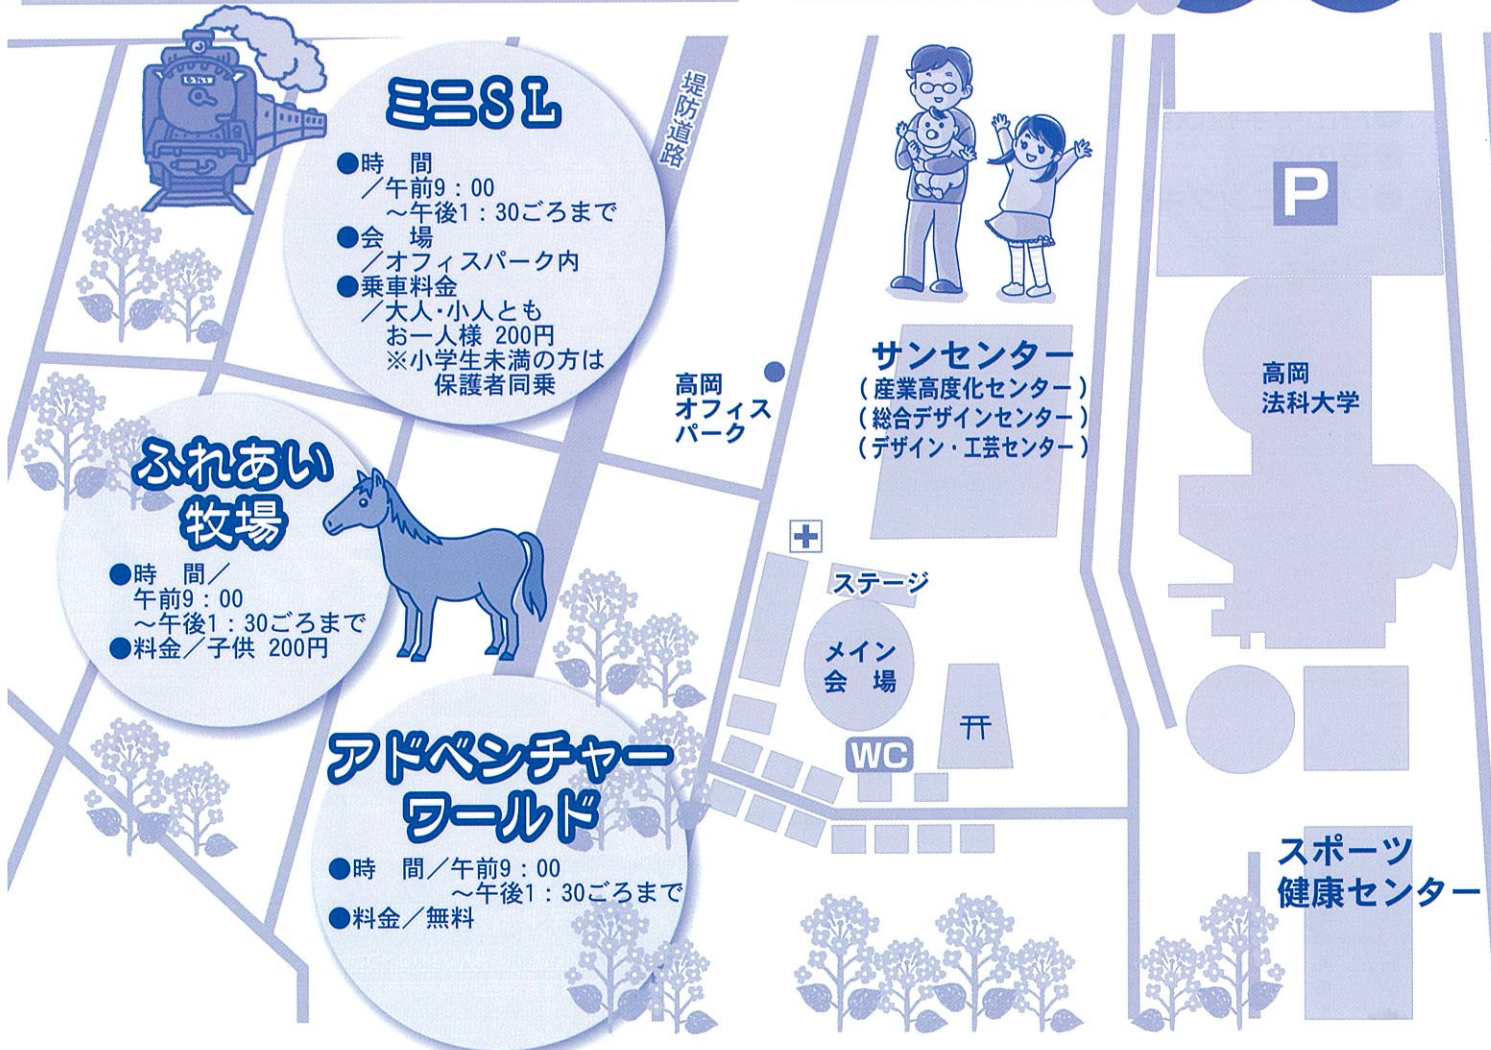 ミニSL
●時　間
／午前9：00
～午後1：30ごろまで
●会　場
／オフィスパーク内
●乗車料金
／大人・小人とも
お一人様 200円
※小学生未満の方は
保護者同乗
堤防道路
P
ふれあい
牧場
●時　間／
午前9：00
～午後1：30ごろまで
●料金／子供 200円
高岡
オフィス
パーク
サンセンター
(産業高度化センター)
(総合デザインセンター)
(デザイン・工芸センター)
高岡
法科大学
ステージ
メイン
会　場
WC
アドベンチャー
ワールド
●時　間／午前9：00
～午後1：30ごろまで
●料金／無料
スポーツ
健康センター